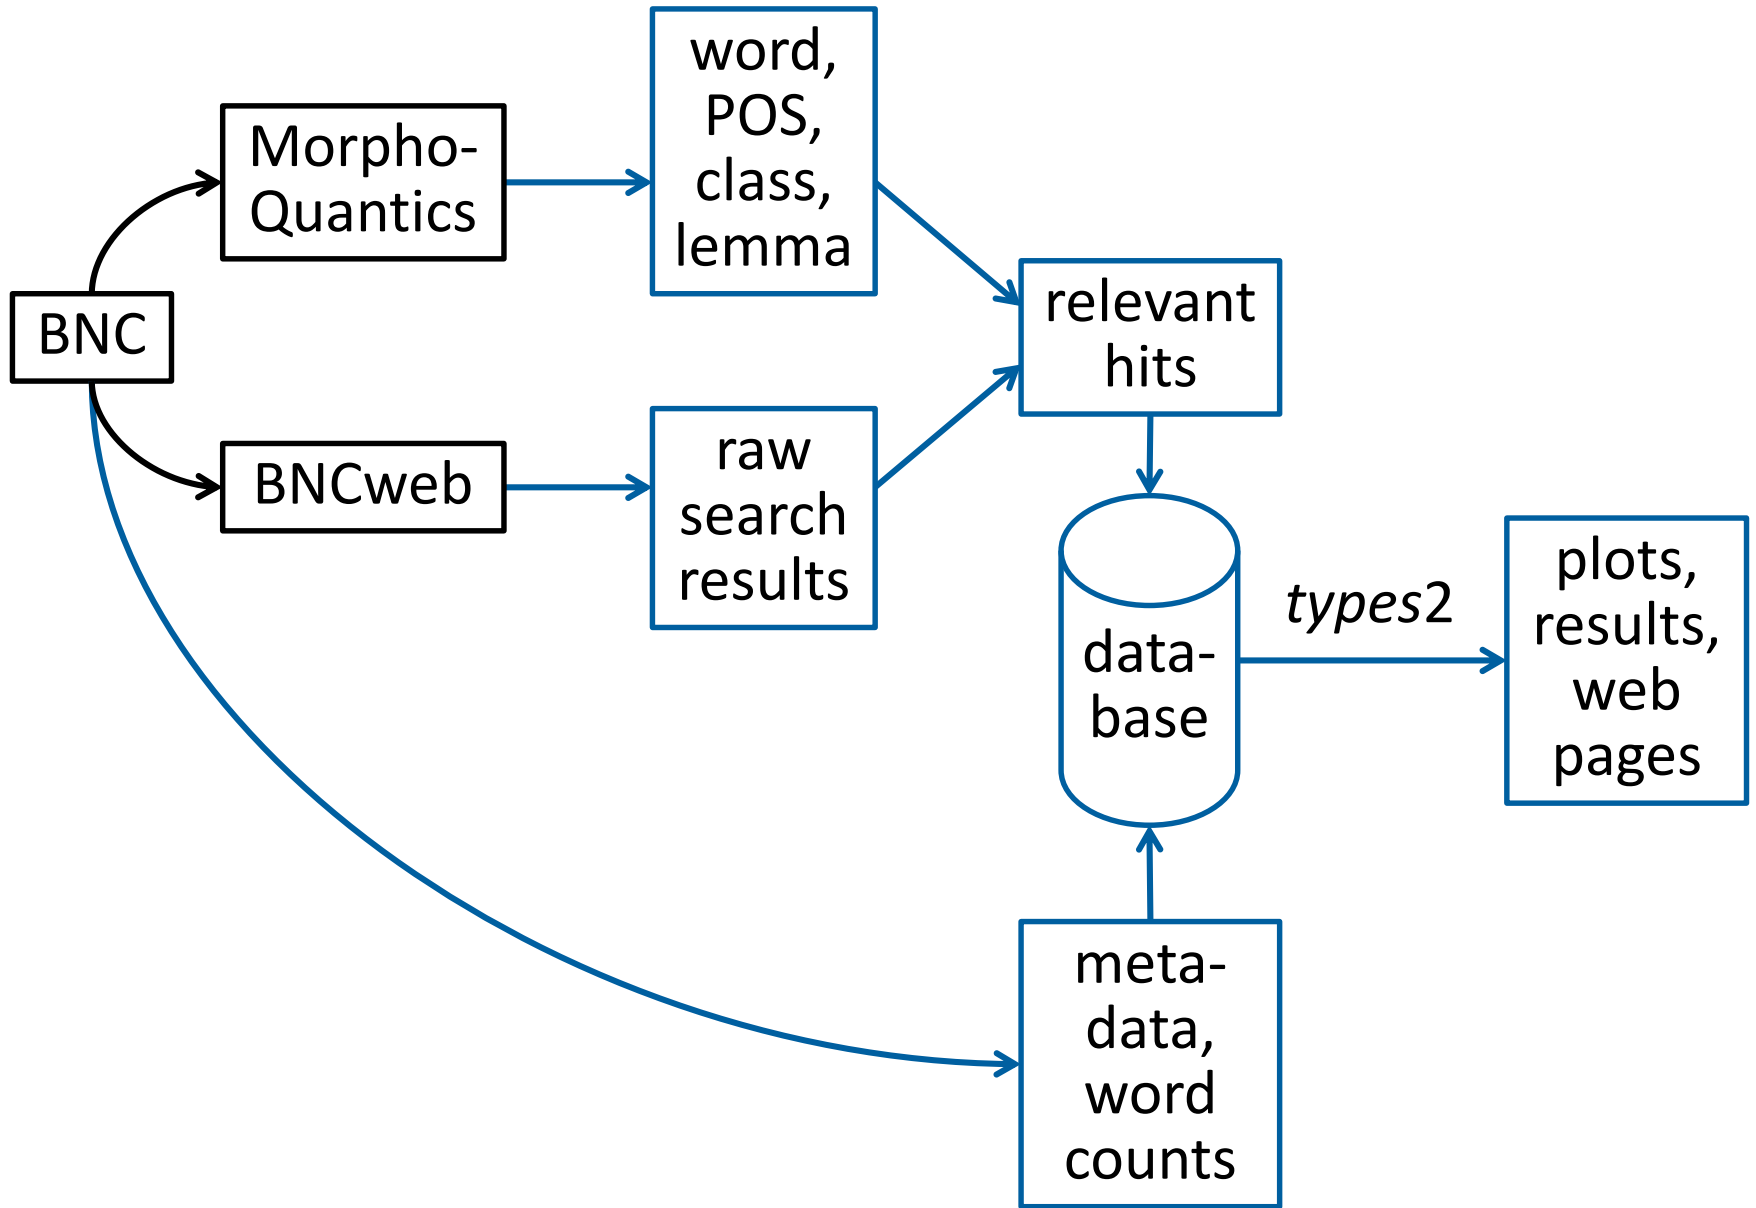 BNC
Morpho-
Quantics
BNCweb
word,
POS,
class,
lemma
raw
search
results
relevant
hits
data-
base
types2
plots,
results,
web
pages
meta-
data,
word
counts